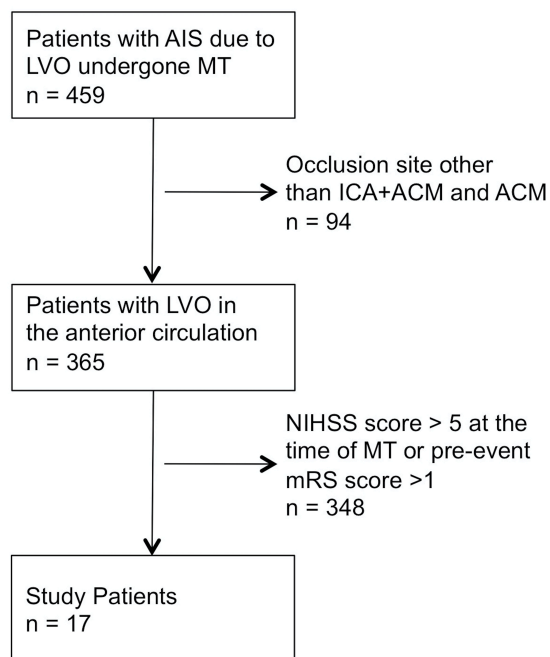 Patients with AIS due to
LVO undergone MT
n = 459
Occlusion site other
than ICA+ACM and ACM
n = 94
Patients with LVO in
the anterior circulation
n = 365
NIHSS score > 5 at the
time of MT or pre-event
mRS score >1
n = 348
Study Patients
n = 17